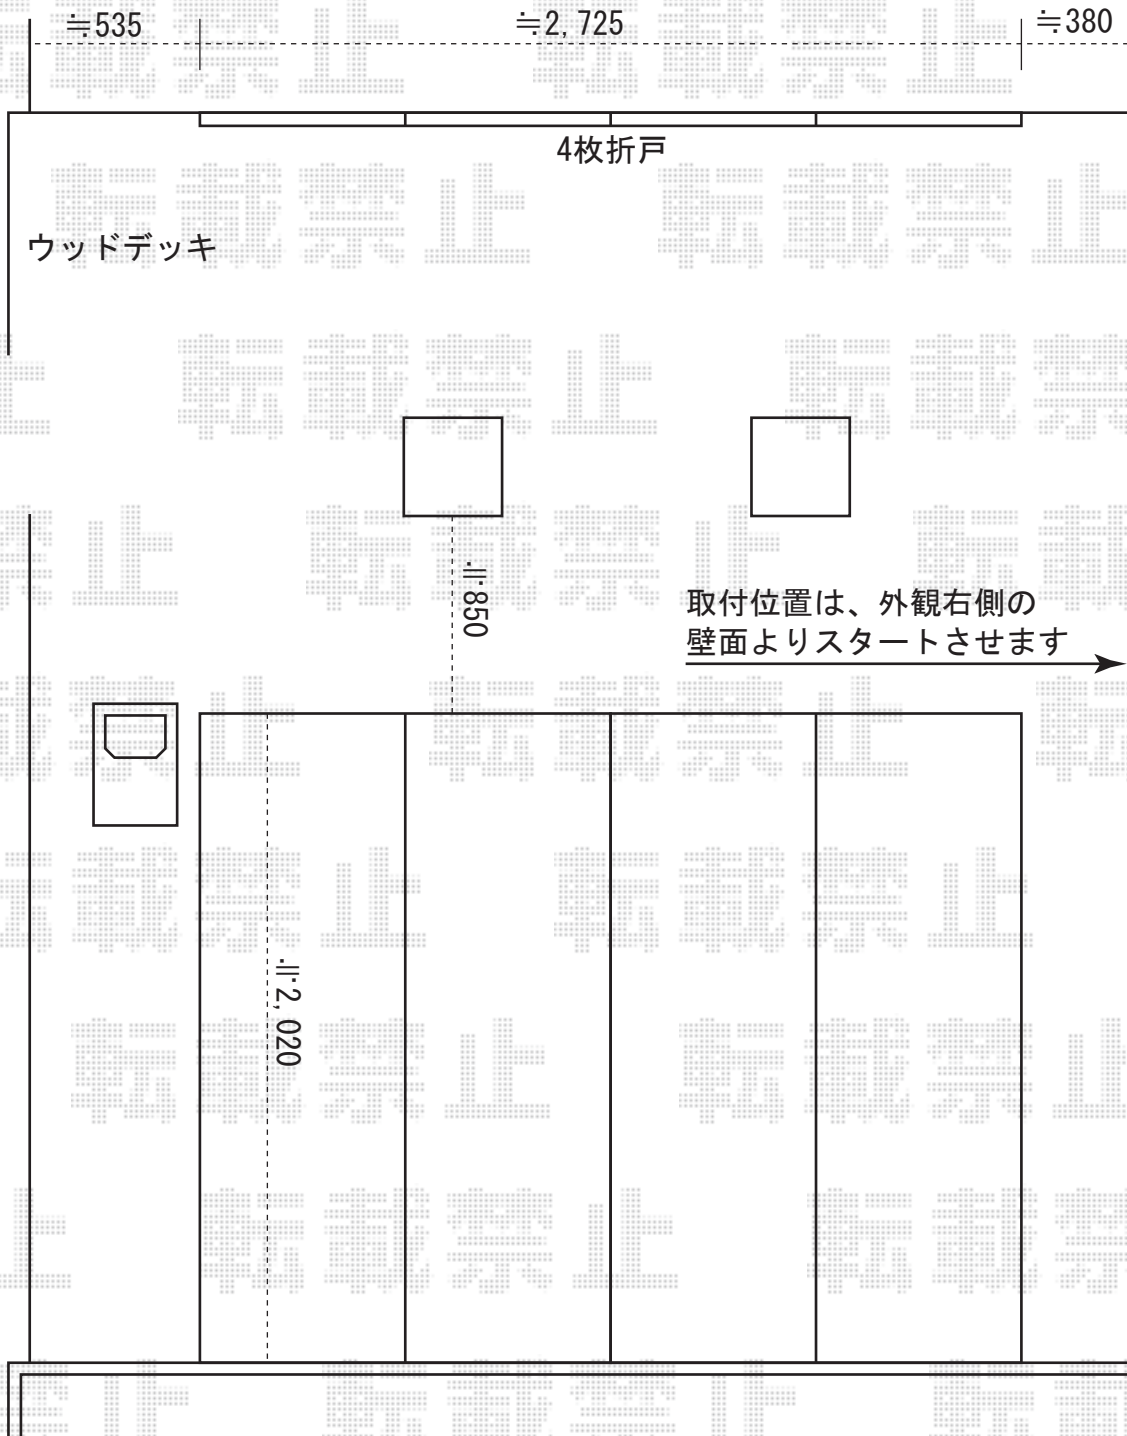 ≒535
≒2,725
≒380
4枚折戸
ウッドデッキ
≒850
取付位置は、外観右側の
壁面よりスタートさせます
≒2,020
転載禁止